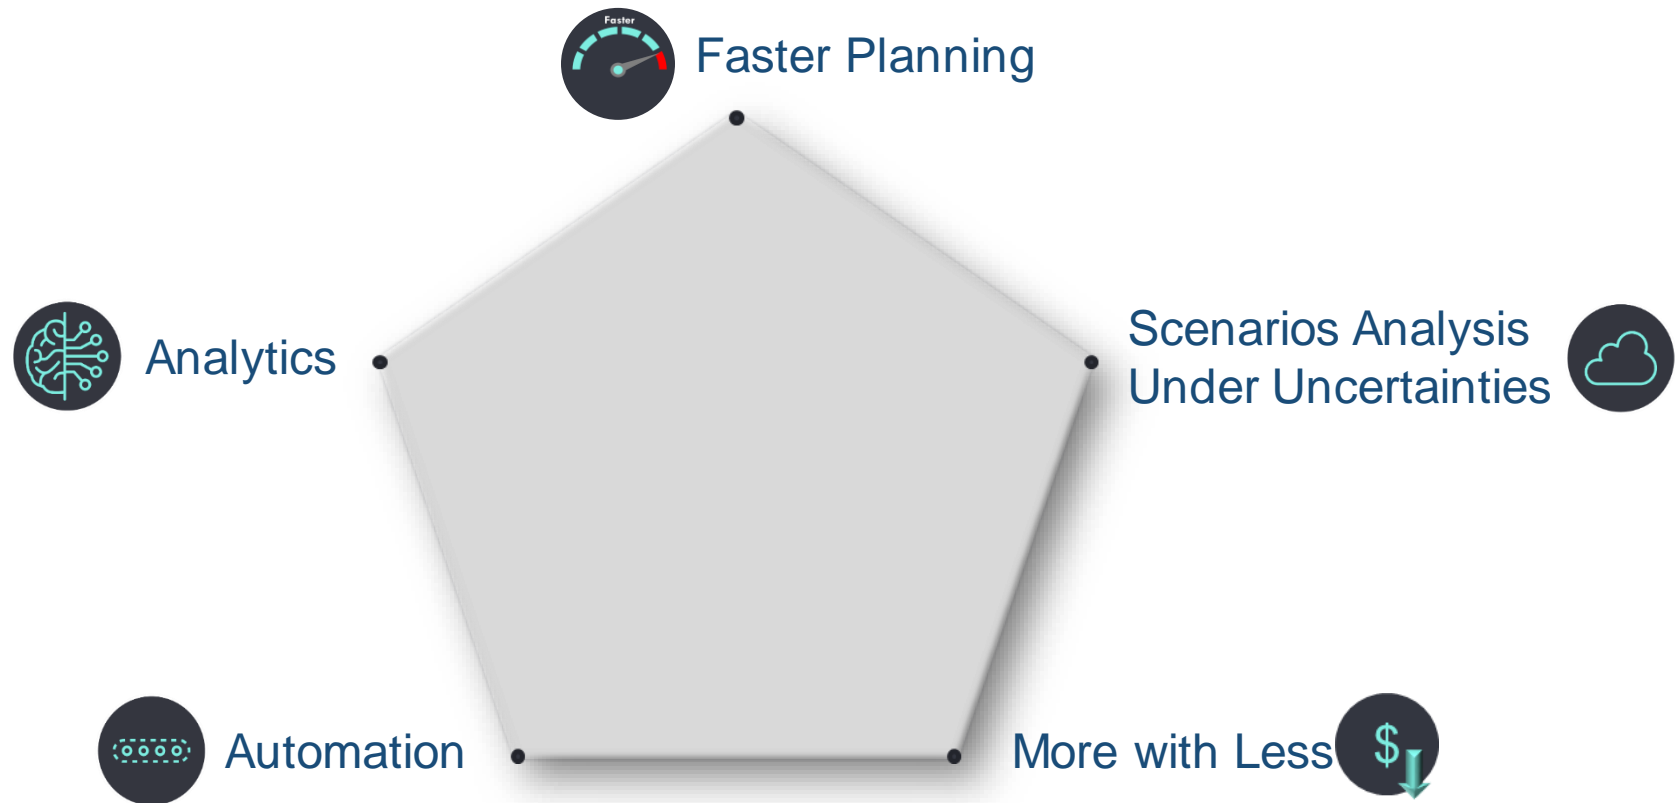 Faster
Faster Planning
Analytics
Scenarios Analysis
Under Uncertainties
Automation
More with Less
$